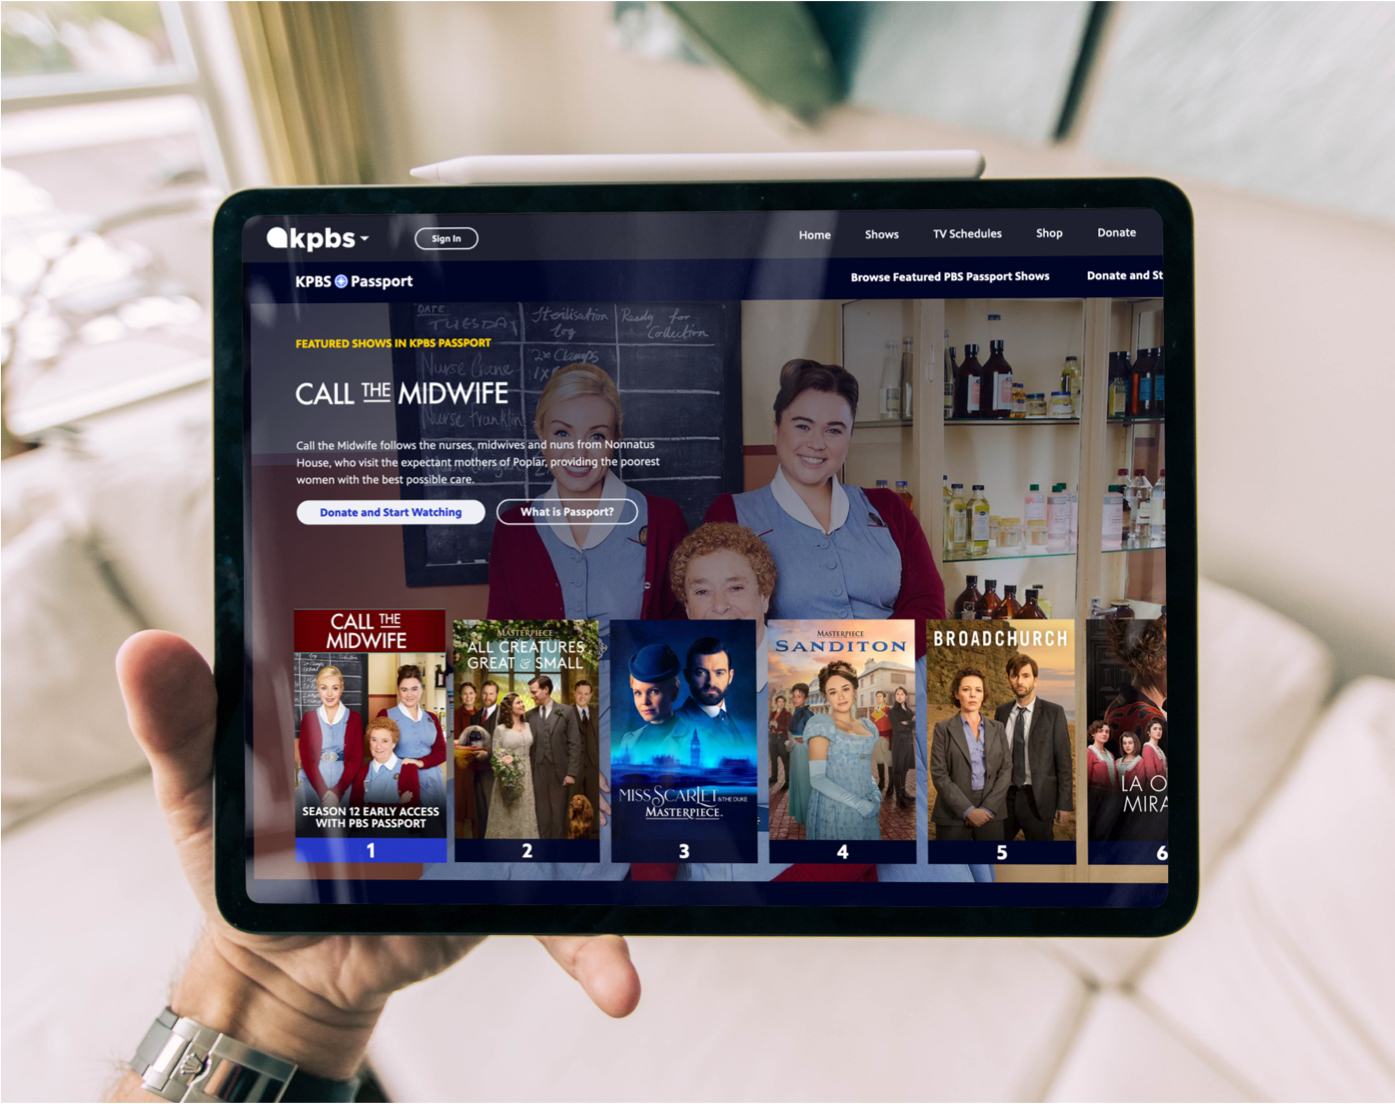 kpbs
Sign In
Home Shows TV Schedules Shop Donate
KPBS Passport
Browse Featured PBS Passport Shows Donate and St
DATE
TUESDAY Sterilisation Log Ready for Collection
Nurse Crane 2x Clamps
Nurse Franklin
FEATURED SHOWS IN KPBS PASSPORT
CALL THE MIDWIFE
Call the Midwife follows the nurses, midwives and nuns from Nonnatus
House, who visit the expectant mothers of Poplar, providing the poorest
women with the best possible care.
Donate and Start Watching What is Passport?
CALL THE
MIDWIFE
SEASON 12 EARLY ACCESS
WITH PBS PASSPORT
1
MASTERPIECE
ALL CREATURES
GREAT & SMALL
2
MISS SCARLET & THE DUKE
MASTERPIECE.
3
MASTERPIECE
SANDITON
4
BROADCHURCH
5
LA O
MIRA
6